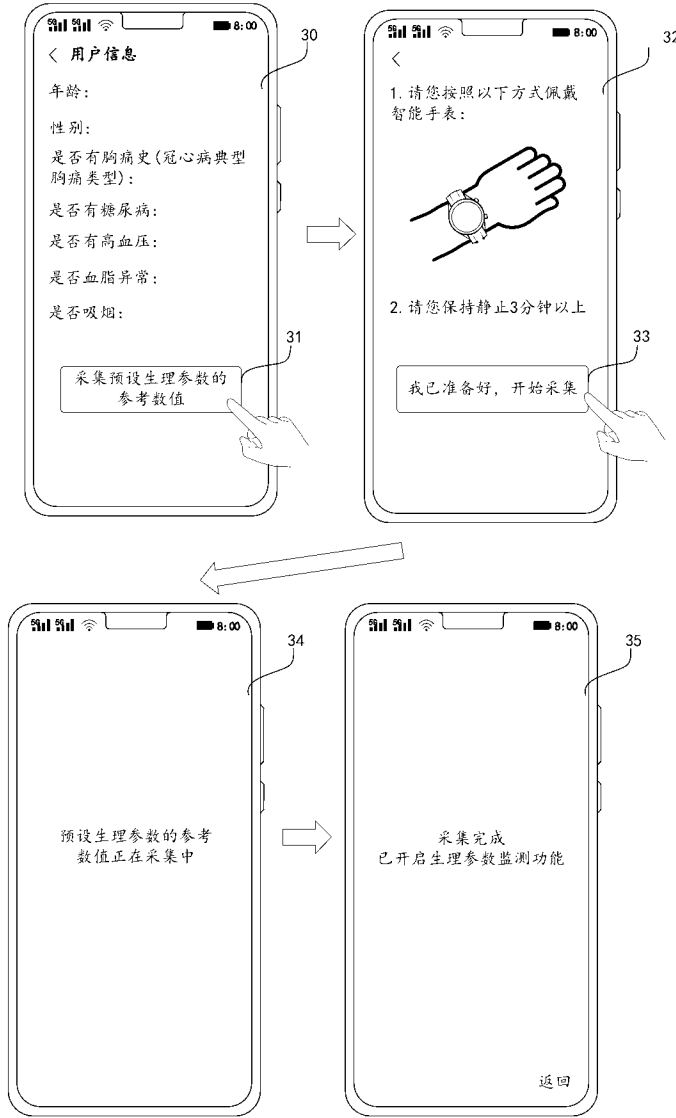 5G 5G 8:00
30
く 用户信息
年龄:
性别:
是否有胸痛史(冠心病典型
胸痛类型):
是否有糖尿病:
是否有高血压:
是否血脂异常:
是否吸烟:
31
采集预设生理参数的
参考数值
5G 5G 8:00
32
1.请您按照以下方式佩戴
智能手表:
2.请您保持静止3分钟以上
33
我已准备好，开始采集
5G 5G 8:00
34
预设生理参数的参考
数值正在采集中
5G 5G 8:00
35
采集完成
已开启生理参数监测功能
返回